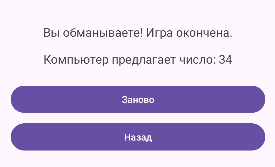 Вы обманываете! Игра окончена.
Компьютер предлагает число: 34
Заново
Назад